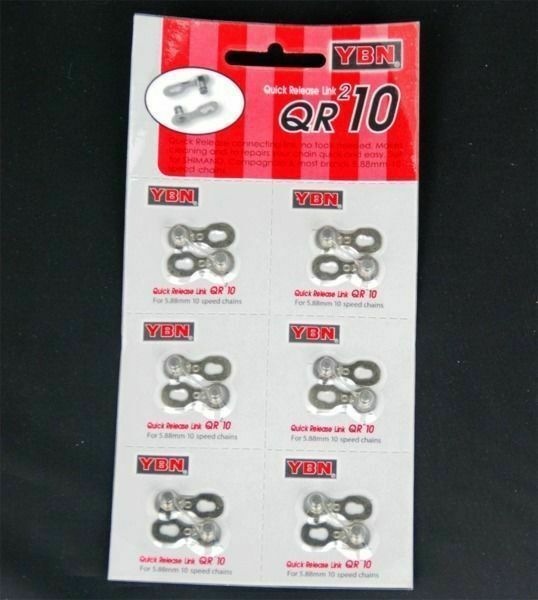 YBN
Quick Release Link 2
QR 10
Quick Release connecting link, no tool needed. Makes
cleaning and to repairs your chain quick and easy. Suit
for SHIMANO, Campagnolo, most brands 5.88mm 10
speed chains
YBN YBN
Quick Release Link QR 10 Quick Release Link QR 10
For 5.88mm 10 speed chains For 5.88mm 10 speed chains
YBN YBN
Quick Release Link QR 10 Quick Release Link QR 10
For 5.88mm 10 speed chains For 5.88mm 10 speed chains
YBN YBN
Quick Release Link QR 10 Quick Release Link QR 10
For 5.88mm 10 speed chains For 5.88mm 10 speed chains